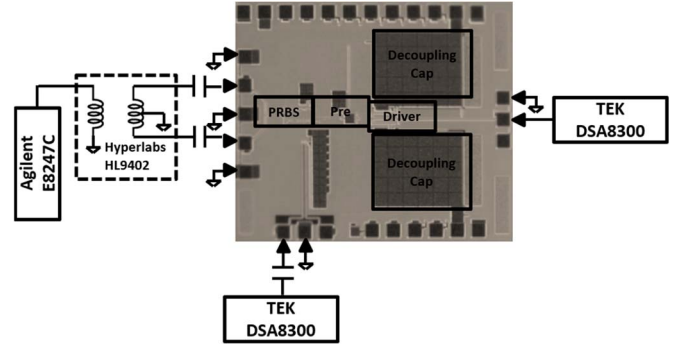 Agilent
E8247C
Hyperlabs
HL9402
PRBS
Pre
Driver
Decoupling
Cap
Decoupling
Cap
TEK
DSA8300
TEK
DSA8300